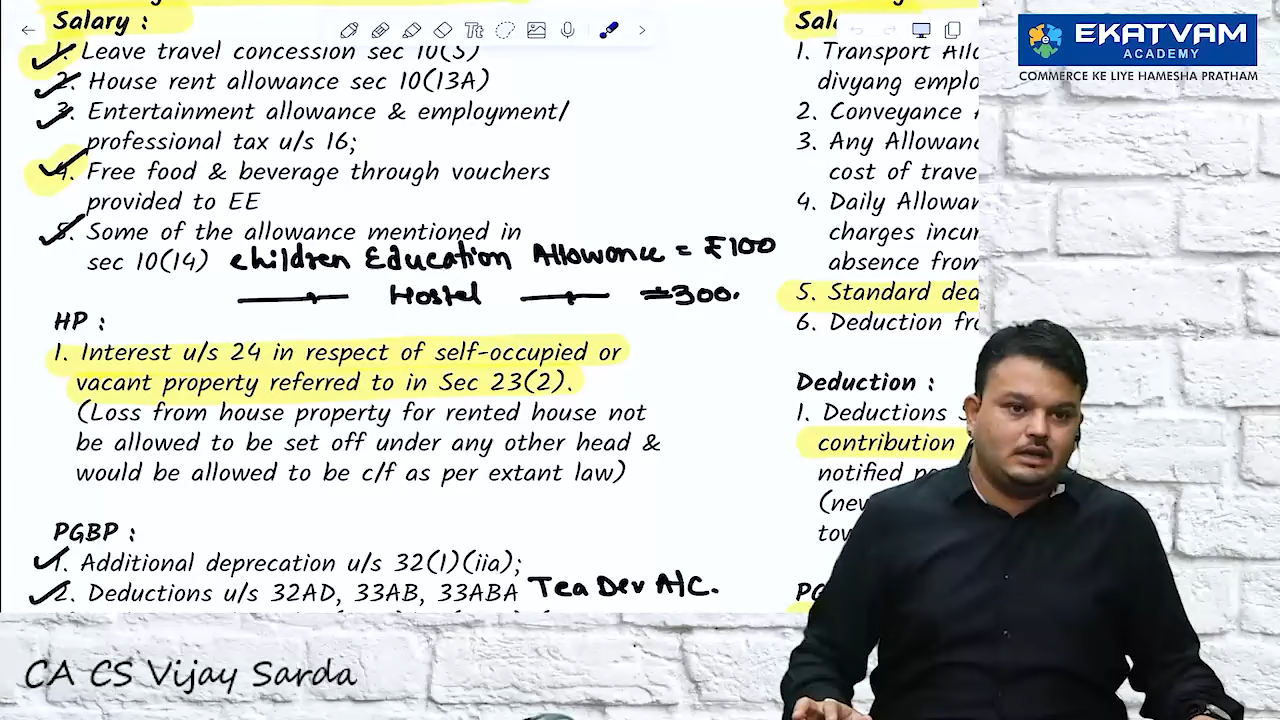 Salary :
1. Leave travel concession sec 10(5)
2. House rent allowance sec 10(13A)
3. Entertainment allowance & employment/
professional tax u/s 16;
4. Free food & beverage through vouchers
provided to EE
5. Some of the allowance mentioned in
sec 10(14) Children Education Allowance = ₹100
Hostel = 300.
HP :
1. Interest u/s 24 in respect of self-occupied or
vacant property referred to in Sec 23(2).
(Loss from house property for rented house not
be allowed to be set off under any other head &
would be allowed to be c/f as per extant law)
PGBP :
1. Additional deprecation u/s 32(1)(iia);
2. Deductions u/s 32AD, 33AB, 33ABA Tea Dev A/C.
Sala
1. Transport Allo
divyang emplo
2. Conveyance
3. Any Allowanc
cost of trave
4. Daily Allowan
charges incur
absence from
5. Standard ded
6. Deduction fro
Deduction :
1. Deductions
contribution
notified
(new
tow
PG
EKATVAM
ACADEMY
COMMERCE KE LIYE HAMESHA PRATHAM
CA CS Vijay Sarda